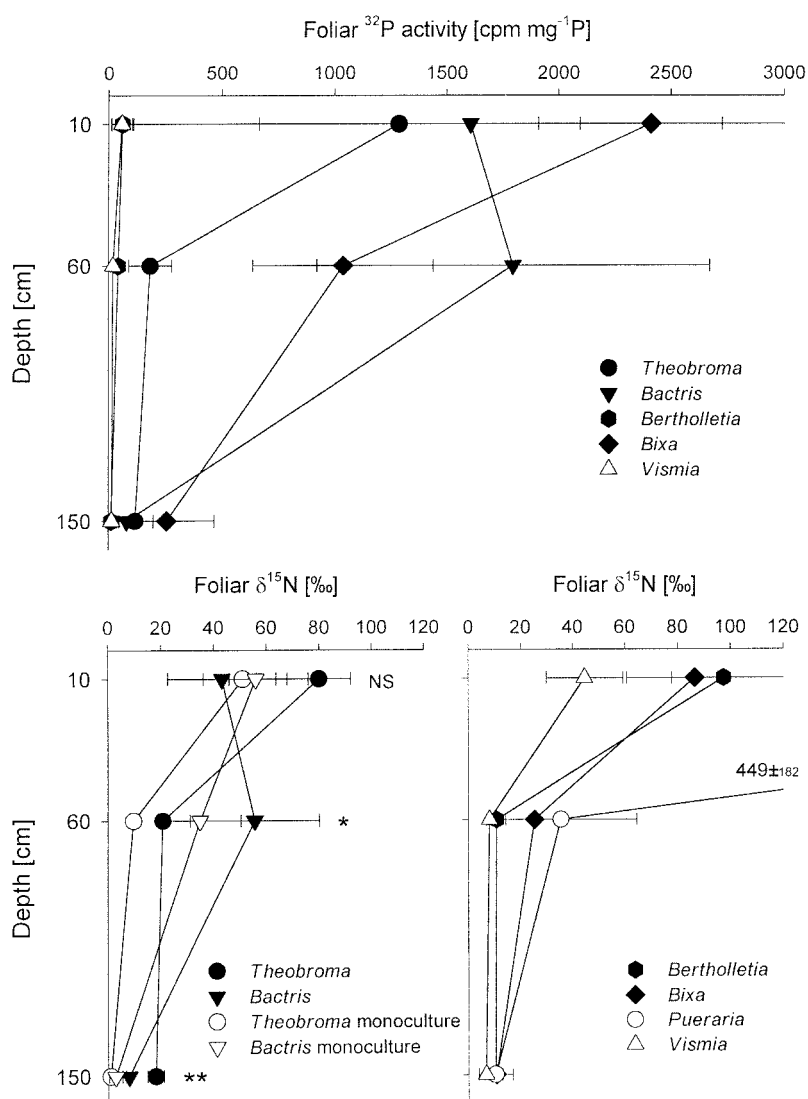 Foliar ³²P activity [cpm mg⁻¹P]
0 500 1000 1500 2000 2500 3000
10
60
150
Depth [cm]
Theobroma
Bactris
Bertholletia
Bixa
Vismia
Foliar δ¹⁵N [‰]
0 20 40 60 80 100 120
10
60
150
Depth [cm]
NS
*
**
Theobroma
Bactris
Theobroma monoculture
Bactris monoculture
Foliar δ¹⁵N [‰]
0 20 40 60 80 100 120
449±182
Bertholletia
Bixa
Pueraria
Vismia